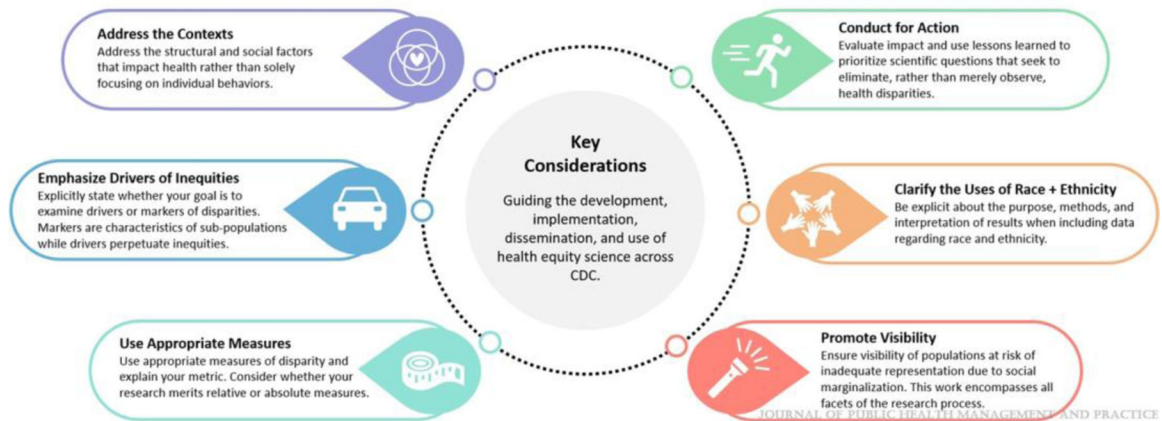 Address the Contexts
Address the structural and social factors
that impact health rather than solely
focusing on individual behaviors.
Emphasize Drivers of Inequities
Explicitly state whether your goal is to
examine drivers or markers of disparities.
Markers are characteristics of sub-populations
while drivers perpetuate inequities.
Use Appropriate Measures
Use appropriate measures of disparity and
explain your metric. Consider whether your
research merits relative or absolute measures.
Key
Considerations
Guiding the development,
implementation,
dissemination, and use of
health equity science across
CDC.
Conduct for Action
Evaluate impact and use lessons learned to
prioritize scientific questions that seek to
eliminate, rather than merely observe,
health disparities.
Clarify the Uses of Race + Ethnicity
Be explicit about the purpose, methods, and
interpretation of results when including data
regarding race and ethnicity.
Promote Visibility
Ensure visibility of populations at risk of
inadequate representation due to social
marginalization. This work encompasses all
facets of the research process.
JOURNAL OF PUBLIC HEALTH MANAGEMENT AND PRACTICE